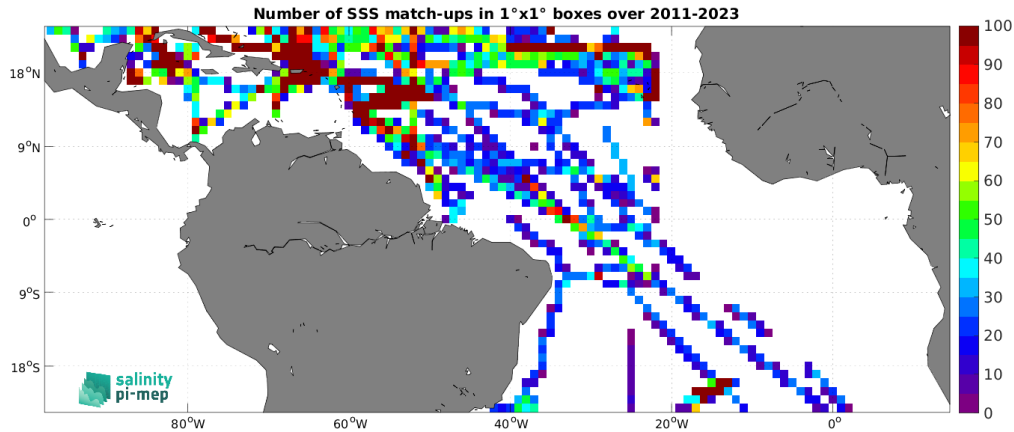 Number of SSS match-ups in 1°x1° boxes over 2011-2023
100
90
80
70
60
50
40
30
20
10
0
18°N
9°N
0°
9°S
18°S
80°W
60°W
40°W
20°W
0°
salinity
pi-mep